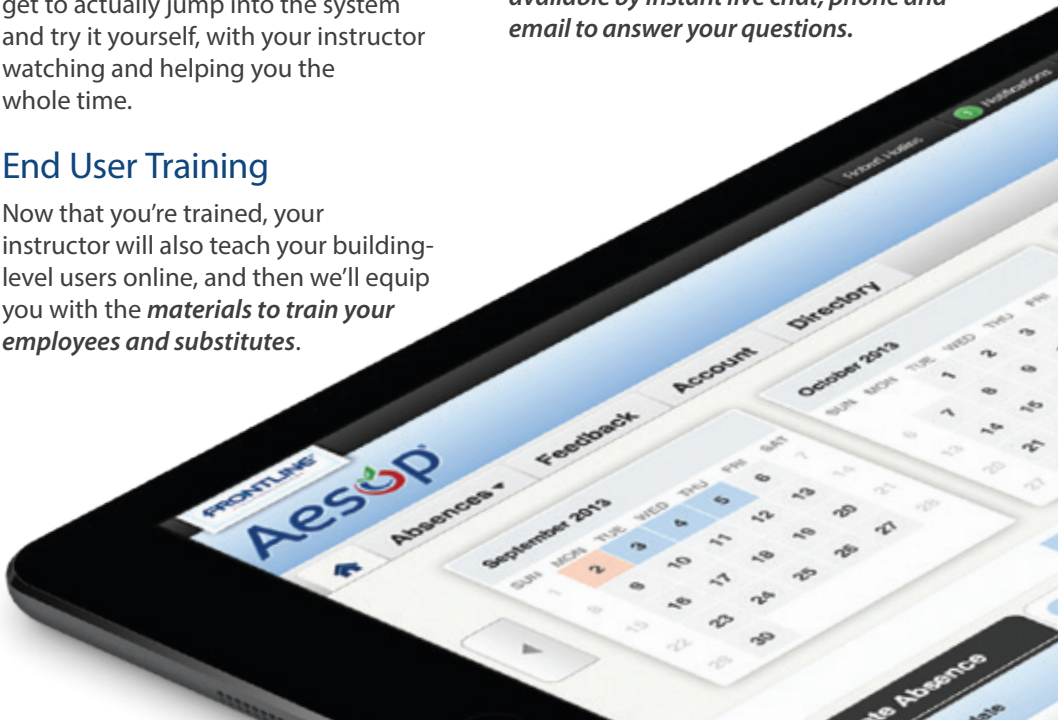 get to actually jump into the system
and try it yourself, with your instructor
watching and helping you the
whole time.
End User Training
Now that you're trained, your
instructor will also teach your building-
level users online, and then we'll equip
you with the materials to train your
employees and substitutes.
available by instant live chat, phone and
email to answer your questions.
1 Notifications
FRONTLINE
Aesop
Absences
Feedback
Account
Directory
September 2013
SUN MON TUE WED THU FRI SAT
1 2 3 4 5 6 7
8 9 10 11 12 13 14
15 16 17 18 19 20 21
22 23 24 25 26 27 28
29 30
October 2013
SUN MON TUE WED THU FRI
1 2 3
6 7 8 9
13 14 15
20 21
27
Absence